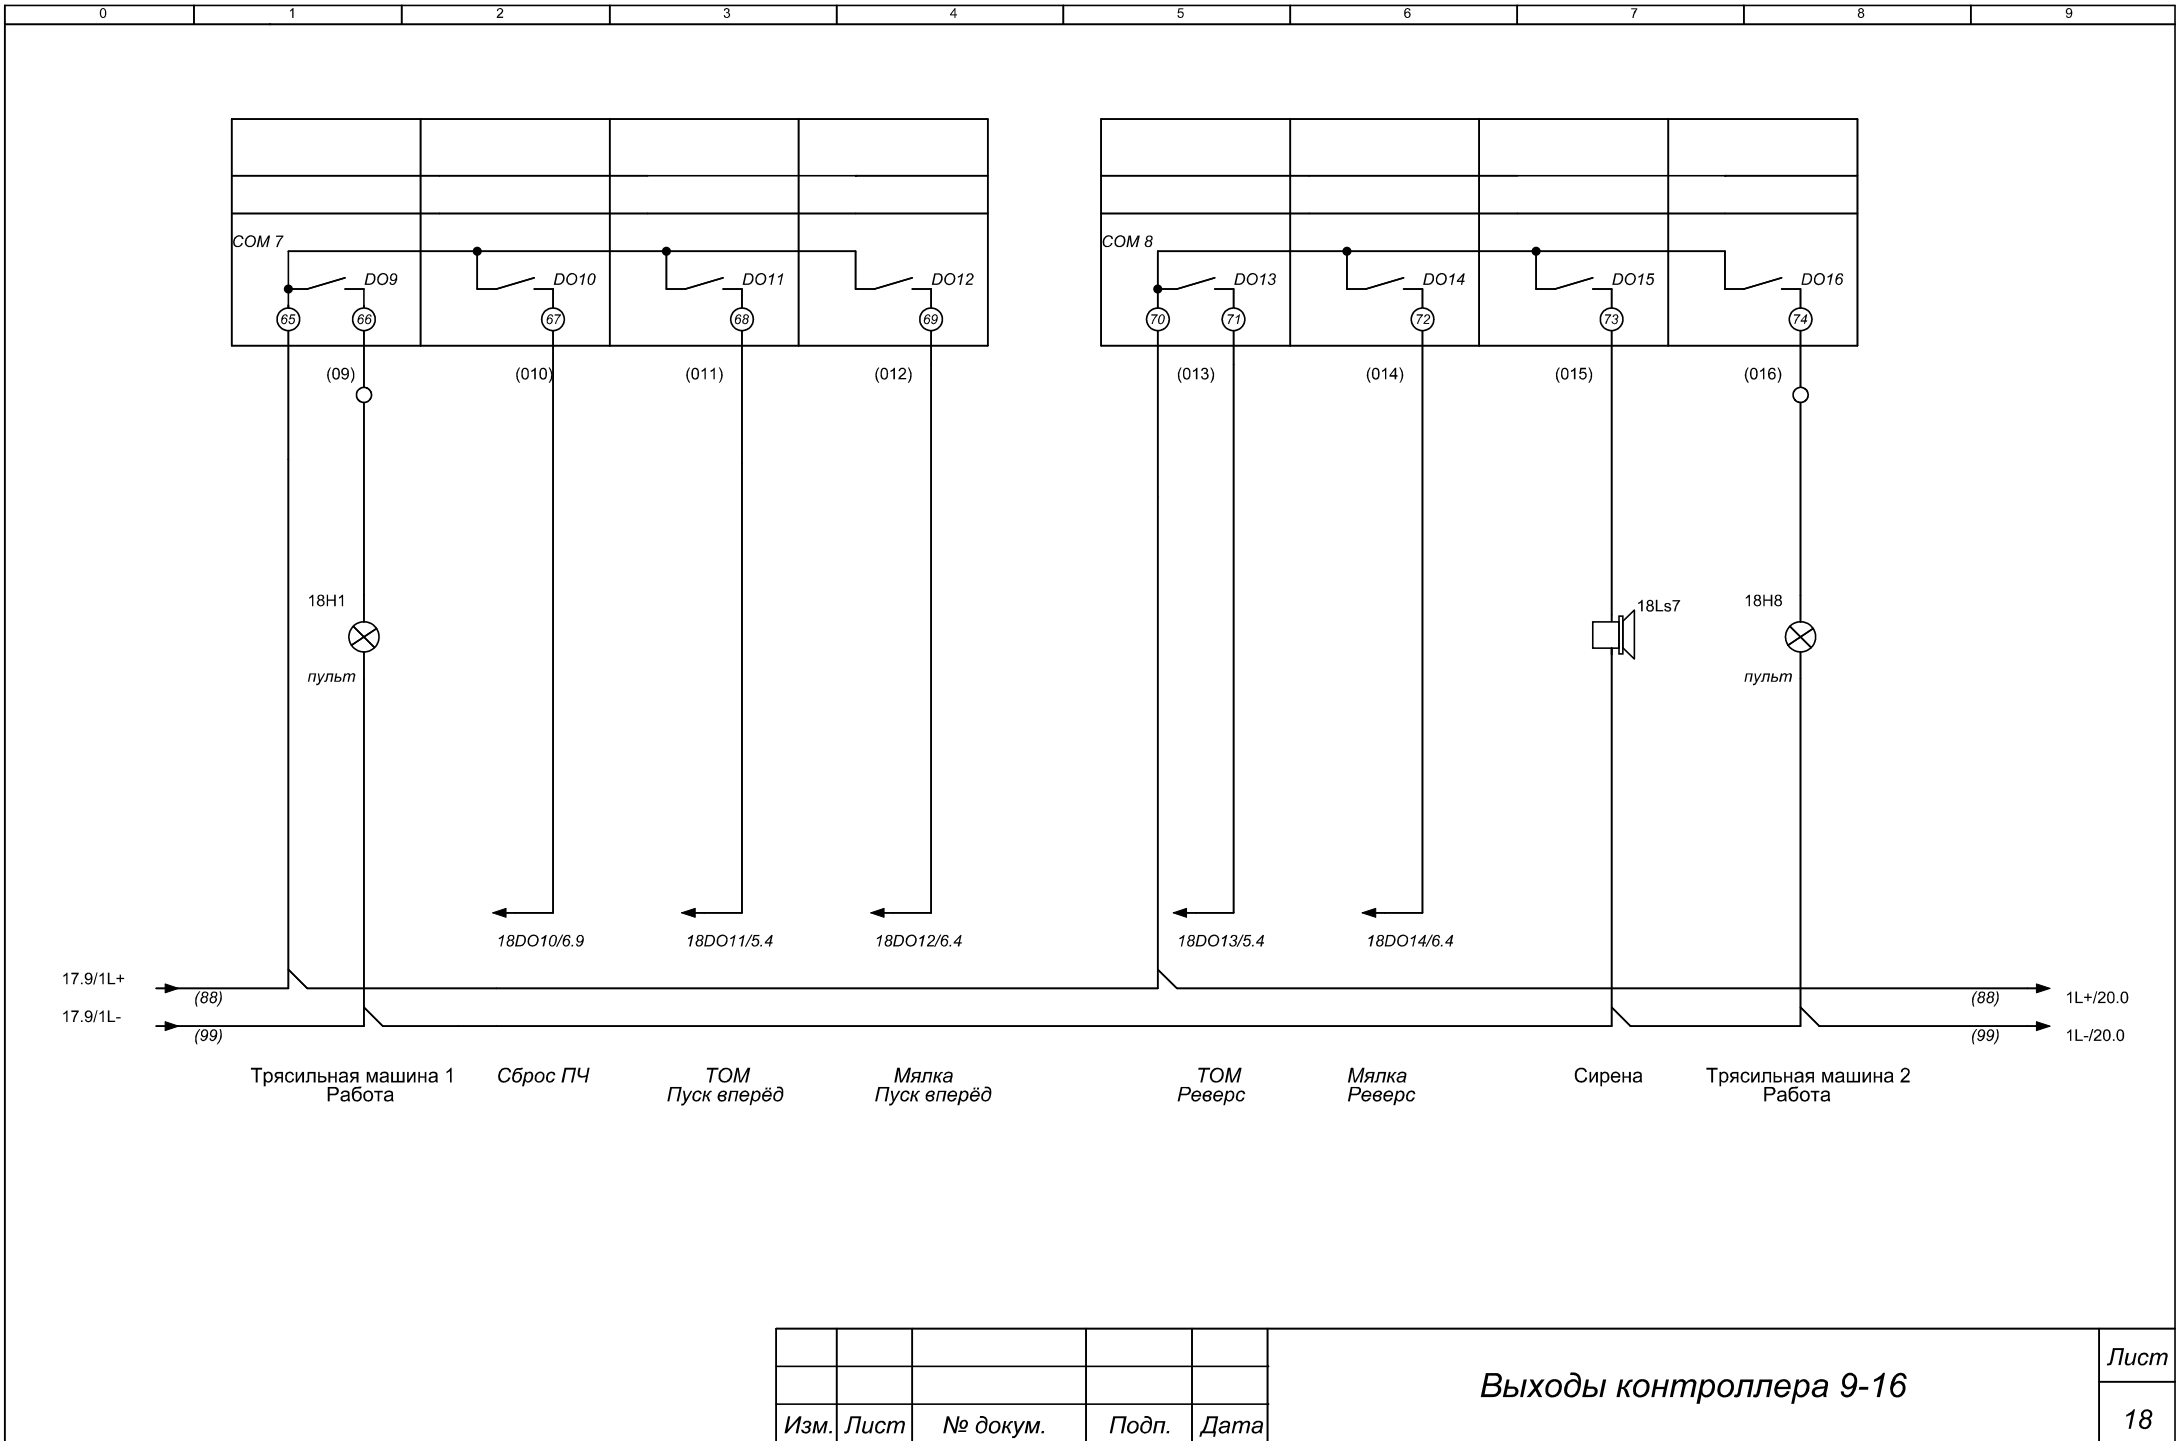 0 1 2 3 4 5 6 7 8 9
COM 7 COM 8
DO9 DO10 DO11 DO12 DO13 DO14 DO15 DO16
65 66 67 68 69 70 71 72 73 74
(09) (010) (011) (012) (013) (014) (015) (016)
18H1 18Ls7 18H8
пульт пульт
18DO10/6.9 18DO11/5.4 18DO12/6.4 18DO13/5.4 18DO14/6.4
17.9/1L+ (88) (88) 1L+/20.0
17.9/1L- (99) (99) 1L-/20.0
Трясильная машина 1
Работа
Сброс ПЧ
ТОМ
Пуск вперёд
Мялка
Пуск вперёд
ТОМ
Реверс
Мялка
Реверс
Сирена
Трясильная машина 2
Работа
Изм. Лист № докум. Подп. Дата
Выходы контроллера 9-16
Лист
18